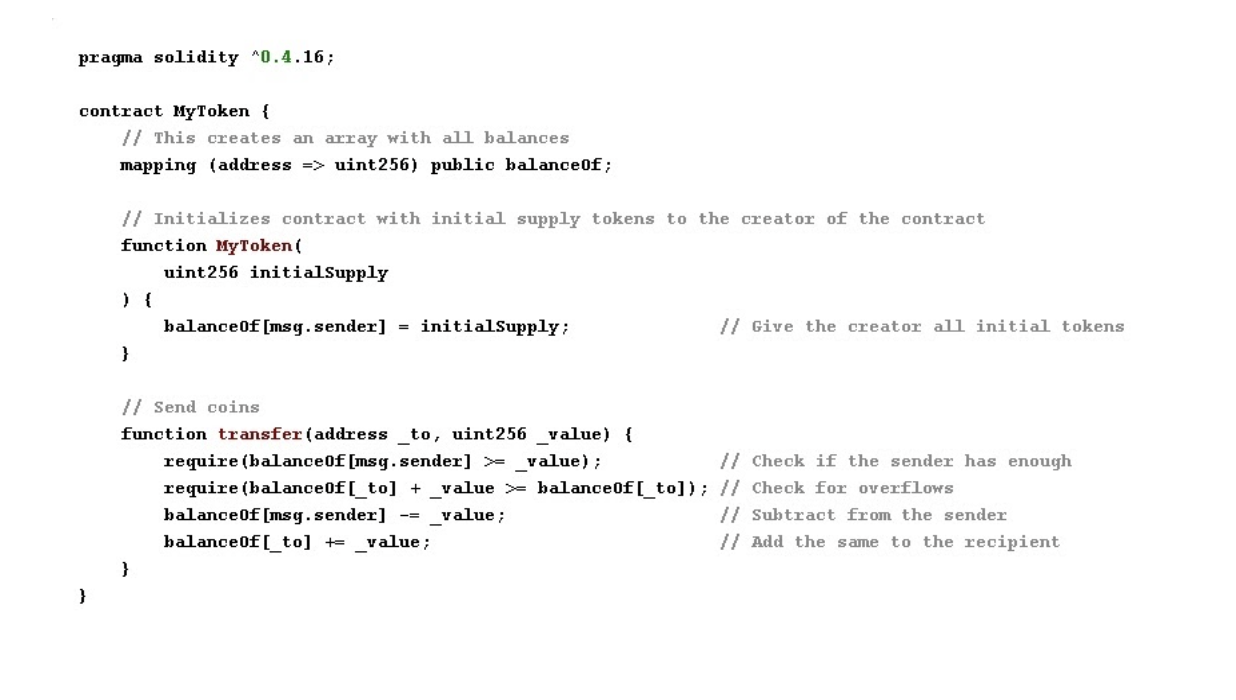 pragma solidity ^0.4.16;
contract MyToken {
// This creates an array with all balances
mapping (address => uint256) public balanceOf;
// Initializes contract with initial supply tokens to the creator of the contract
function MyToken(
uint256 initialSupply
) {
balanceOf[msg.sender] = initialSupply; // Give the creator all initial tokens
}
// Send coins
function transfer(address _to, uint256 _value) {
require(balanceOf[msg.sender] >= _value); // Check if the sender has enough
require(balanceOf[_to] + _value >= balanceOf[_to]); // Check for overflows
balanceOf[msg.sender] -= _value; // Subtract from the sender
balanceOf[_to] += _value; // Add the same to the recipient
}
}